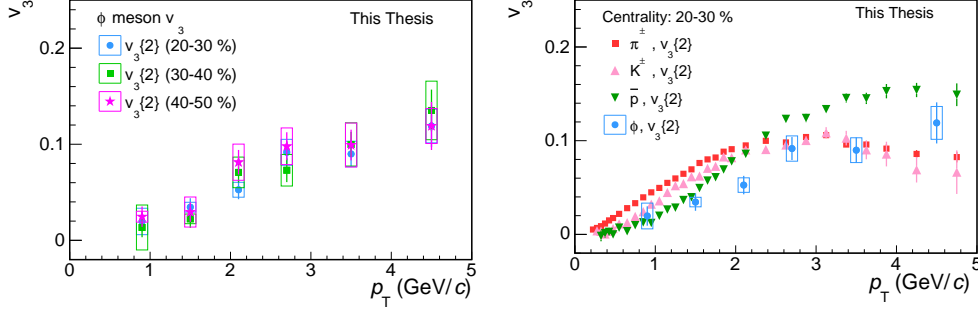 v₃
0.2
0.1
0
φ meson v₃
This Thesis
v₃{2} (20-30 %)
v₃{2} (30-40 %)
v₃{2} (40-50 %)
0 1 2 3 4 5
p_T (GeV/c)
v₃
0.2
0.1
0
Centrality: 20-30 %
This Thesis
π±, v₃{2}
K±, v₃{2}
p̅, v₃{2}
φ, v₃{2}
0 1 2 3 4 5
p_T (GeV/c)